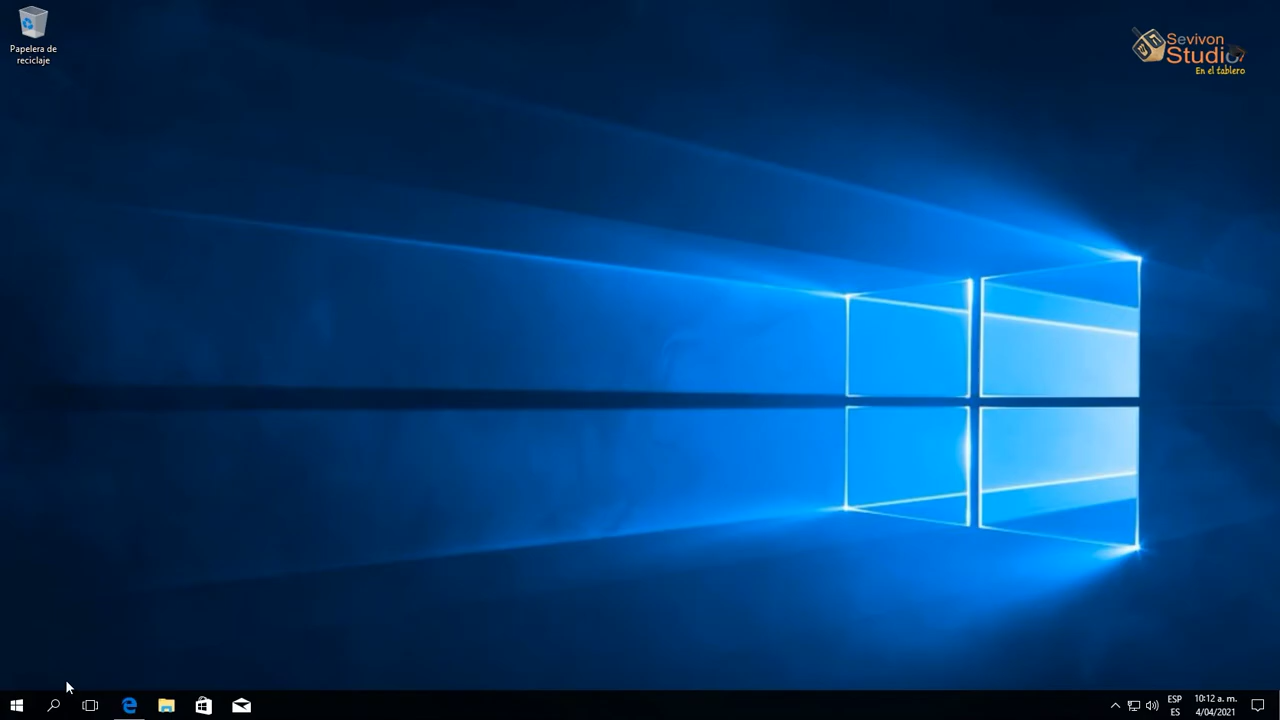 Papelera de
reciclaje
Sevivon
Studio
En el tablero
ESP
ES
10:12 a. m.
4/04/2021